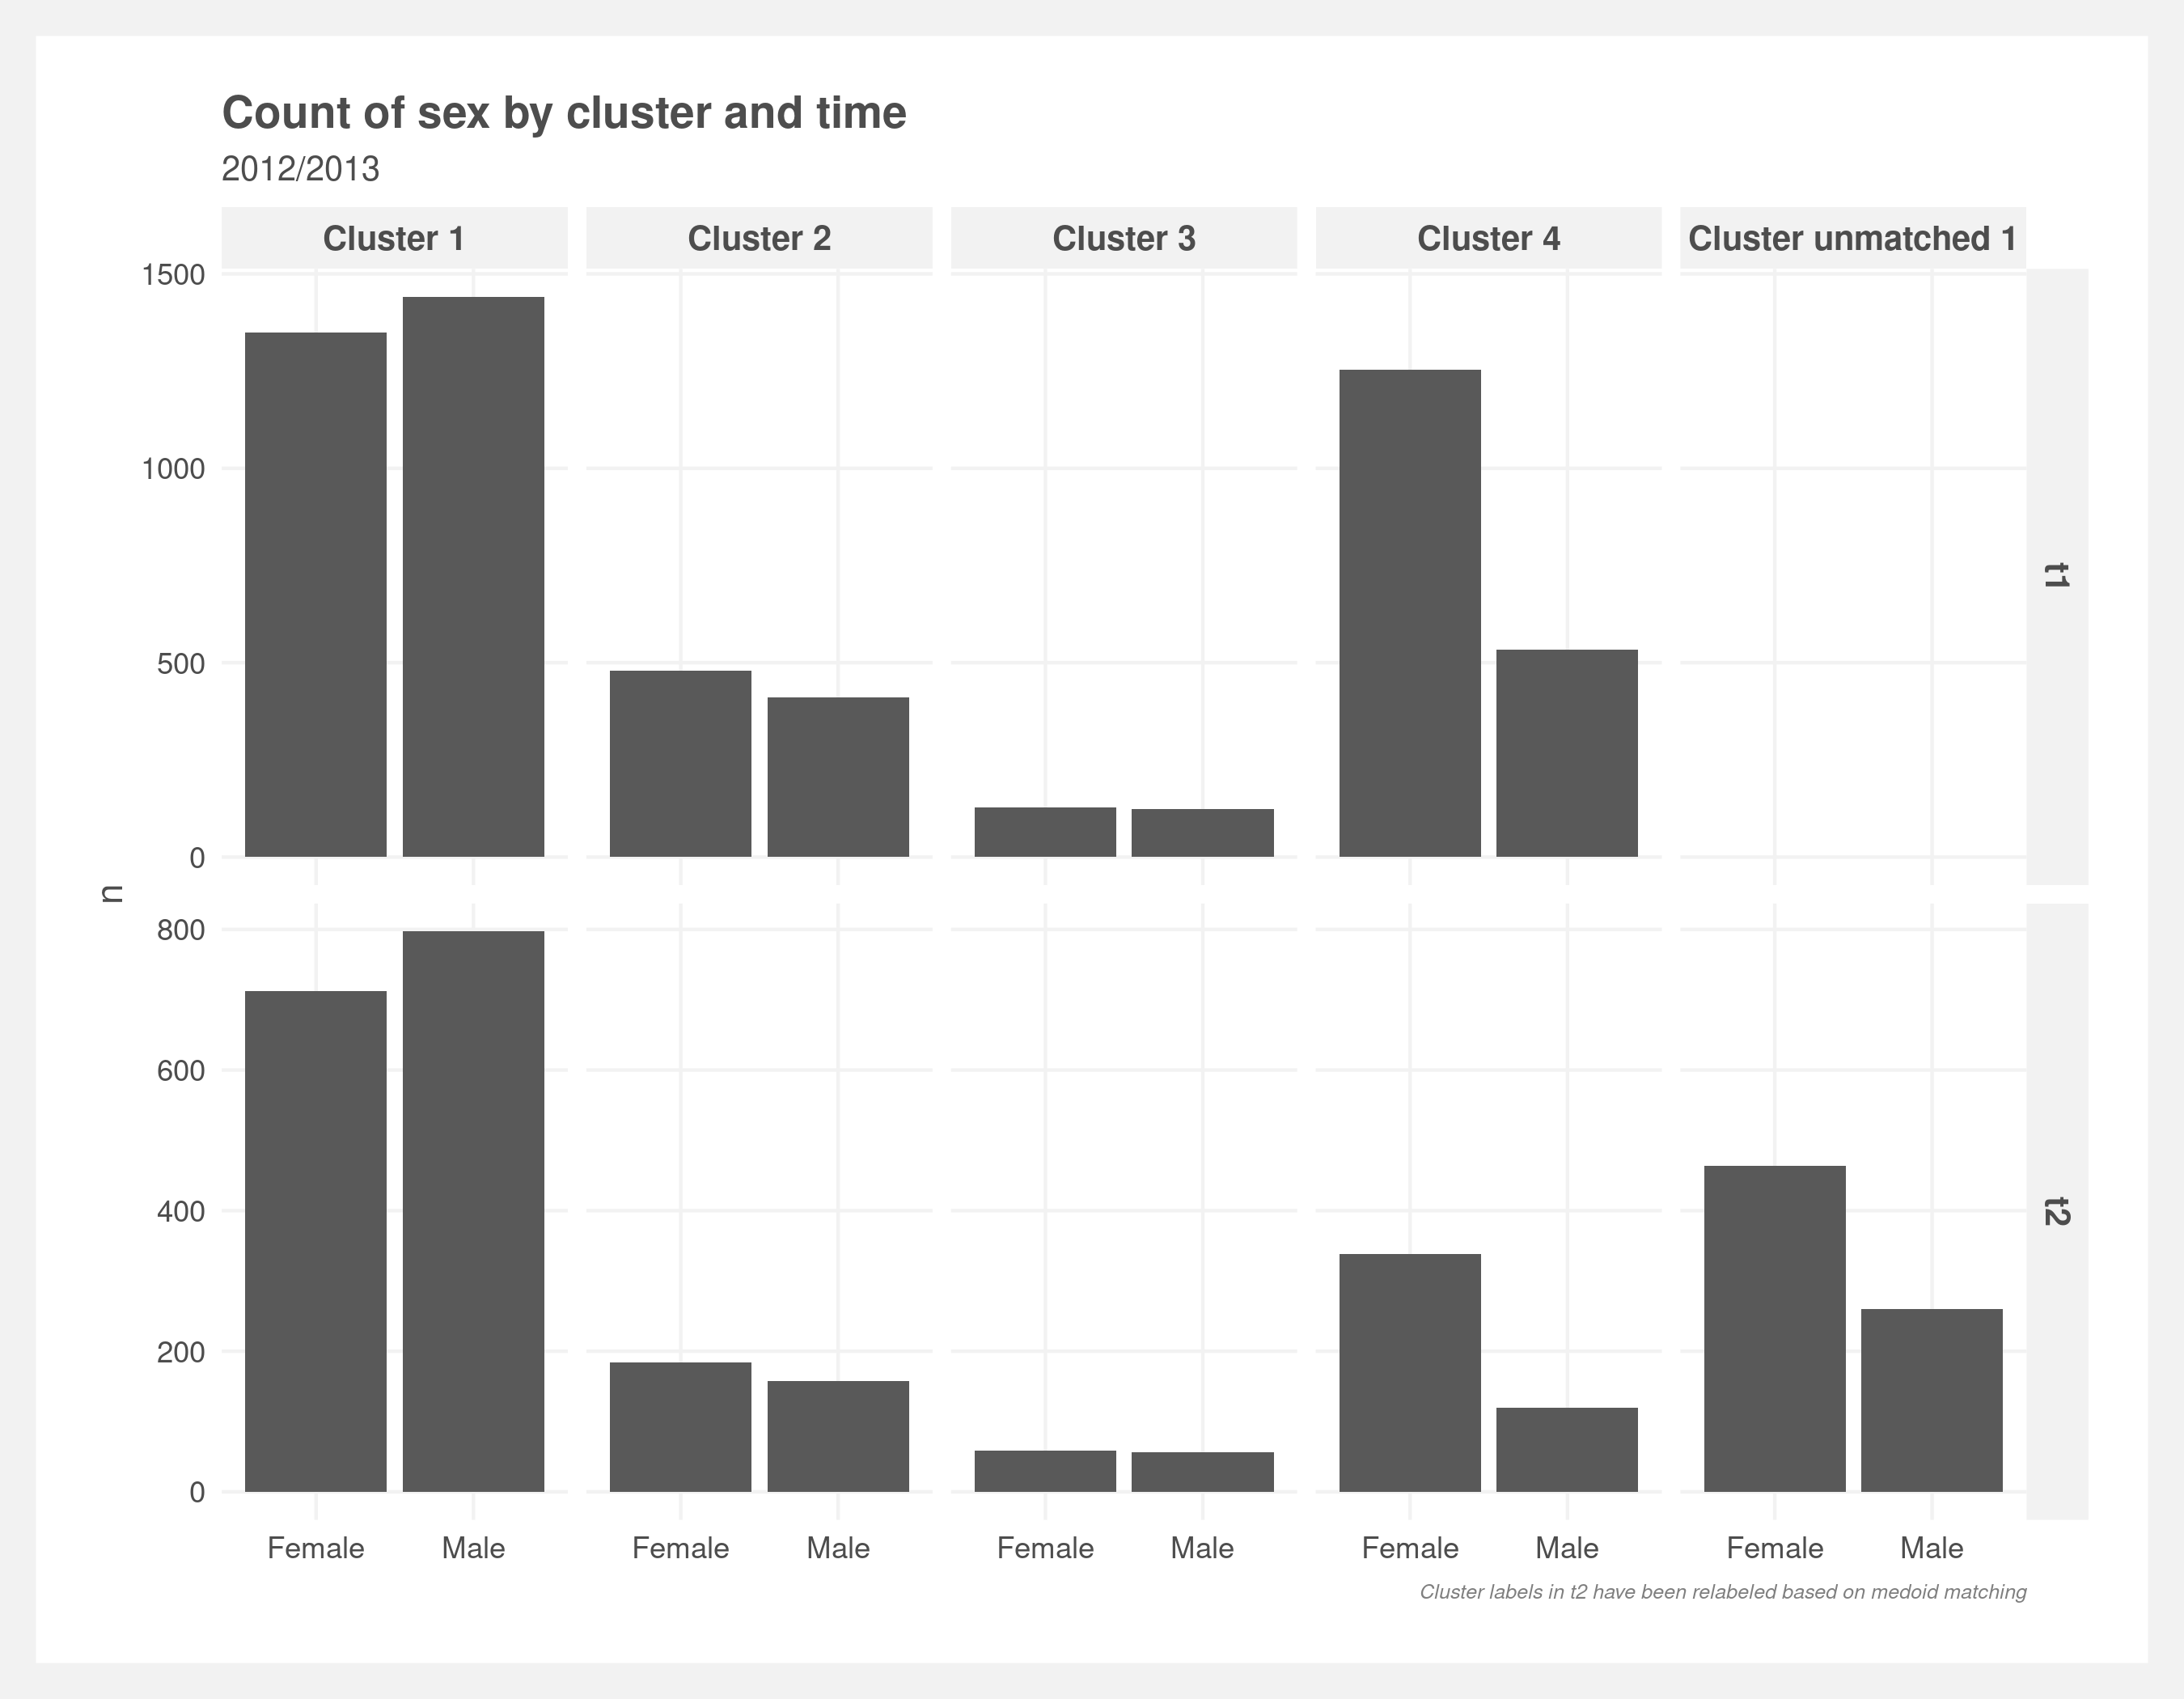 Count of sex by cluster and time
2012/2013
Cluster 1 Cluster 2 Cluster 3 Cluster 4 Cluster unmatched 1
1500
1000
500
0
t1
n
800
600
400
200
0
t2
Female Male Female Male Female Male Female Male Female Male
Cluster labels in t2 have been relabeled based on medoid matching